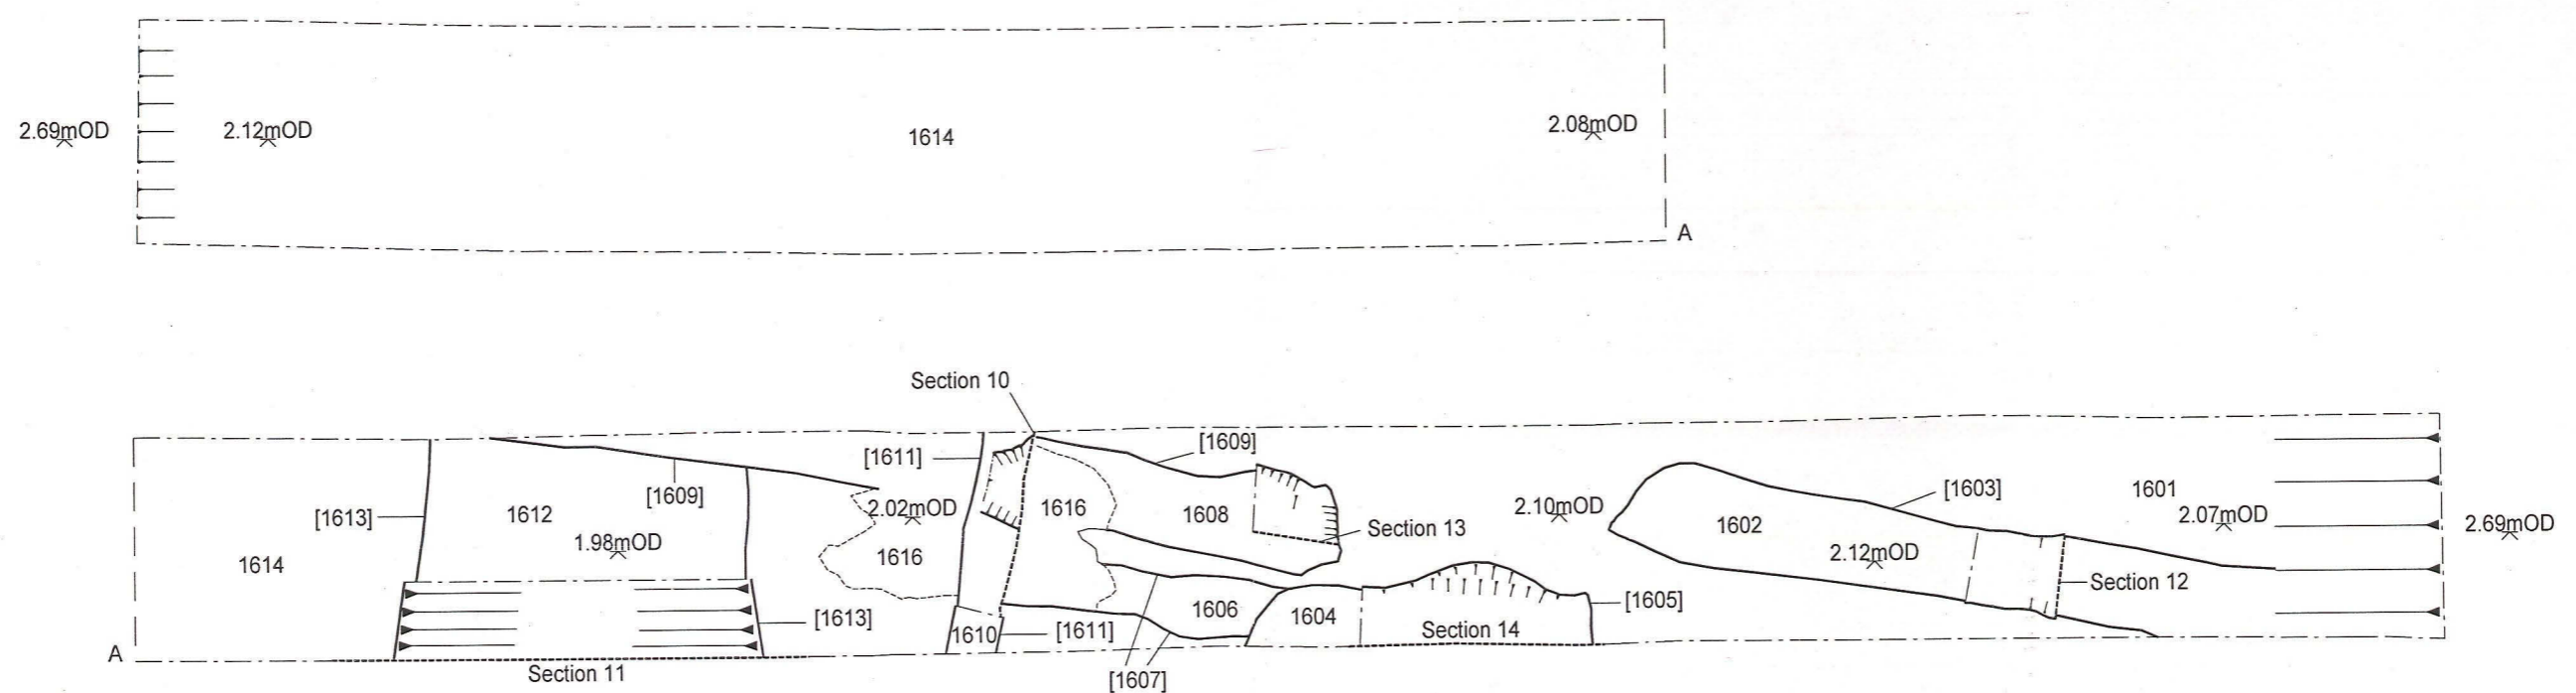 2.69mOD
2.12mOD
1614
2.08mOD
A
Section 10
[1611]
[1609]
[1609]
[1613]
1612
1.98mOD
2.02mOD
1616
1616
1608
Section 13
2.10mOD
1602
[1603]
1601
2.07mOD
2.69mOD
2.12mOD
Section 12
1614
[1613]
1610
[1611]
1606
1604
[1605]
Section 14
A
Section 11
[1607]